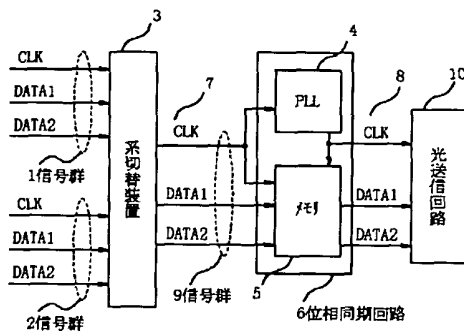 3
CLK
DATA1
DATA2
1信号群
CLK
DATA1
DATA2
2信号群
系切替装置
7
CLK
DATA1
DATA2
9信号群
4
PLL
メモリ
5
6位相同期回路
8
CLK
DATA1
DATA2
10
光送信回路